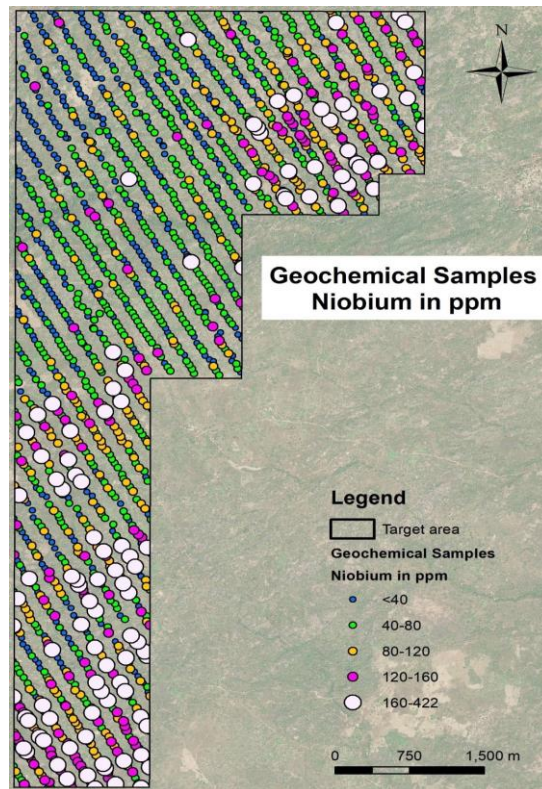 N
Geochemical Samples
Niobium in ppm
Legend
Target area
Geochemical Samples
Niobium in ppm
<40
40-80
80-120
120-160
160-422
0 750 1,500 m